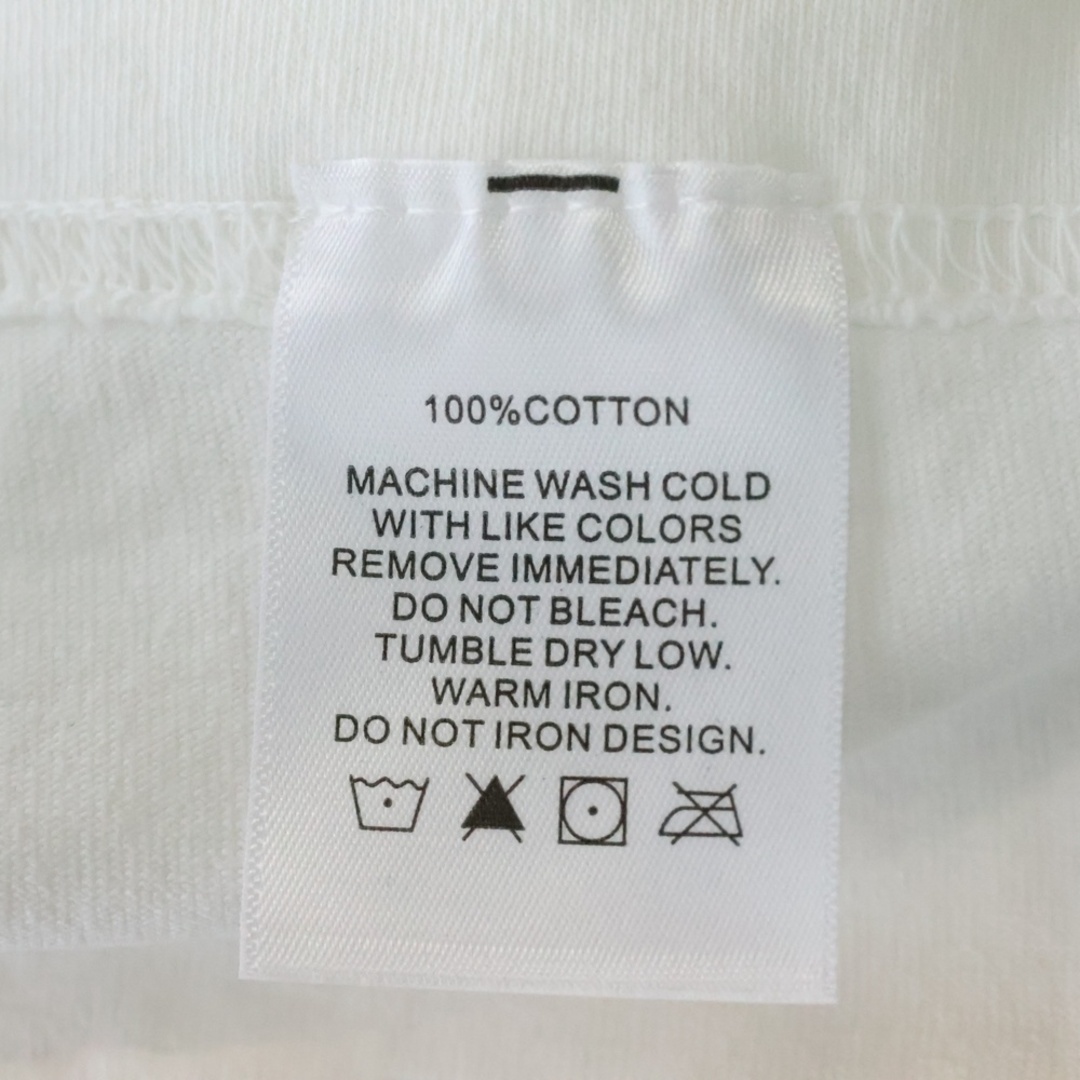 100%COTTON
MACHINE WASH COLD
WITH LIKE COLORS
REMOVE IMMEDIATELY.
DO NOT BLEACH.
TUMBLE DRY LOW.
WARM IRON.
DO NOT IRON DESIGN.